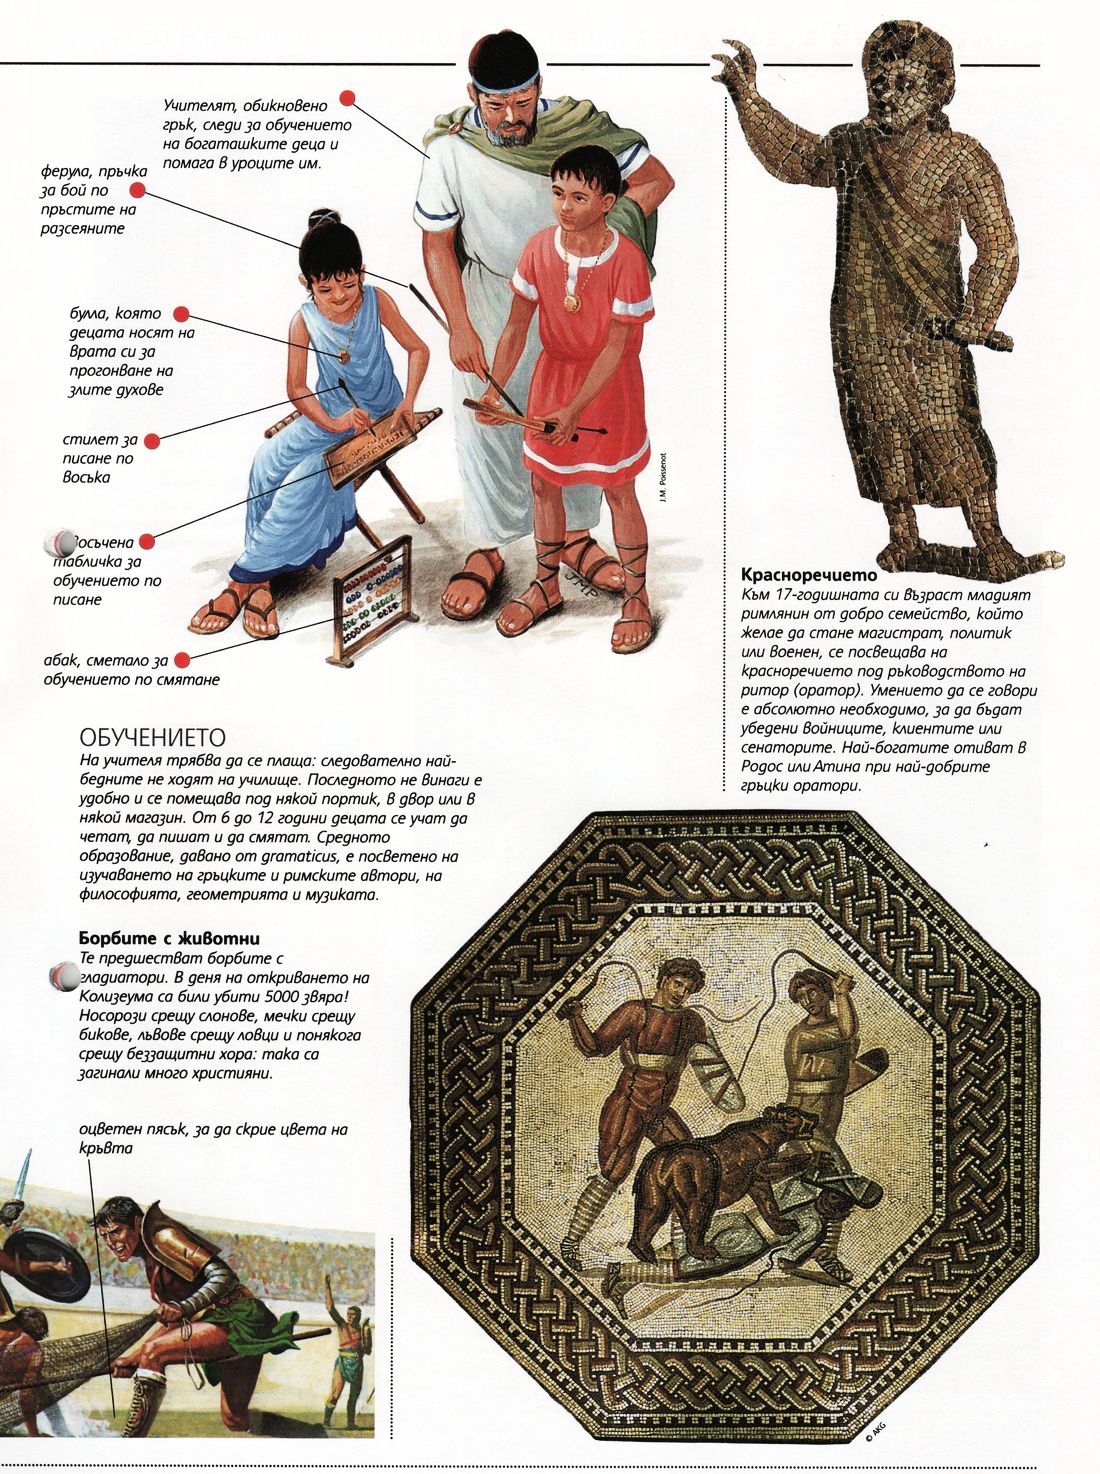 Учителят, обикновено
грък, следи за обучението
на богаташките деца и
помага в уроците им.
ферула, пръчка
за бой по
пръстите на
разсеяните
була, която
децата носят на
врата си за
прогонване на
злите духове
стилет за
писане по
восъка
восъчена
табличка за
обучението по
писане
абак, сметало за
обучението по смятане
J.M. Poissenot
JMP
Красноречието
Към 17-годишната си възраст младият
римлянин от добро семейство, който
желае да стане магистрат, политик
или военен, се посвещава на
красноречието под ръководството на
ритор (оратор). Умението да се говори
е абсолютно необходимо, за да бъдат
убедени войниците, клиентите или
сенаторите. Най-богатите отиват в
Родос или Атина при най-добрите
гръцки оратори.
ОБУЧЕНИЕТО
На учителя трябва да се плаща: следователно най-
бедните не ходят на училище. Последното не винаги е
удобно и се помещава под някой портик, в двор или в
някой магазин. От 6 до 12 години децата се учат да
четат, да пишат и да смятат. Средното
образование, давано от gramaticus, е посветено на
изучаването на гръцките и римските автори, на
философията, геометрията и музиката.
Борбите с животни
Те предшестват борбите с
гладиатори. В деня на откриването на
Колизеума са били убити 5000 звяра!
Носорози срещу слонове, мечки срещу
бикове, лъвове срещу ловци и понякога
срещу беззащитни хора: така са
загинали много християни.
оцветен пясък, за да скрие цвета на
кръвта
© AKG